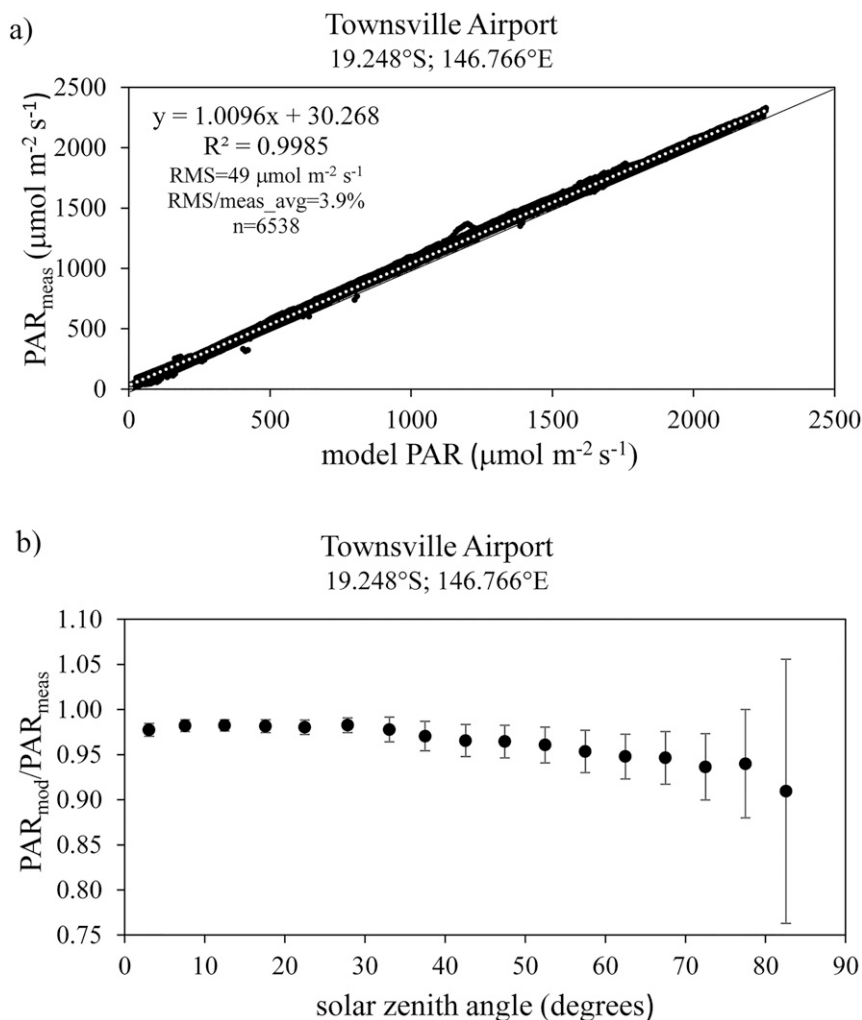 a)
Townsville Airport
19.248°S; 146.766°E
2500
2000
1500
1000
500
0
PARmeas (μmol m-2 s-1)
y = 1.0096x + 30.268
R² = 0.9985
RMS=49 μmol m-2 s-1
RMS/meas_avg=3.9%
n=6538
0 500 1000 1500 2000 2500
model PAR (μmol m-2 s-1)
b)
Townsville Airport
19.248°S; 146.766°E
1.10
1.05
1.00
0.95
0.90
0.85
0.80
0.75
PARmod/PARmeas
0 10 20 30 40 50 60 70 80 90
solar zenith angle (degrees)